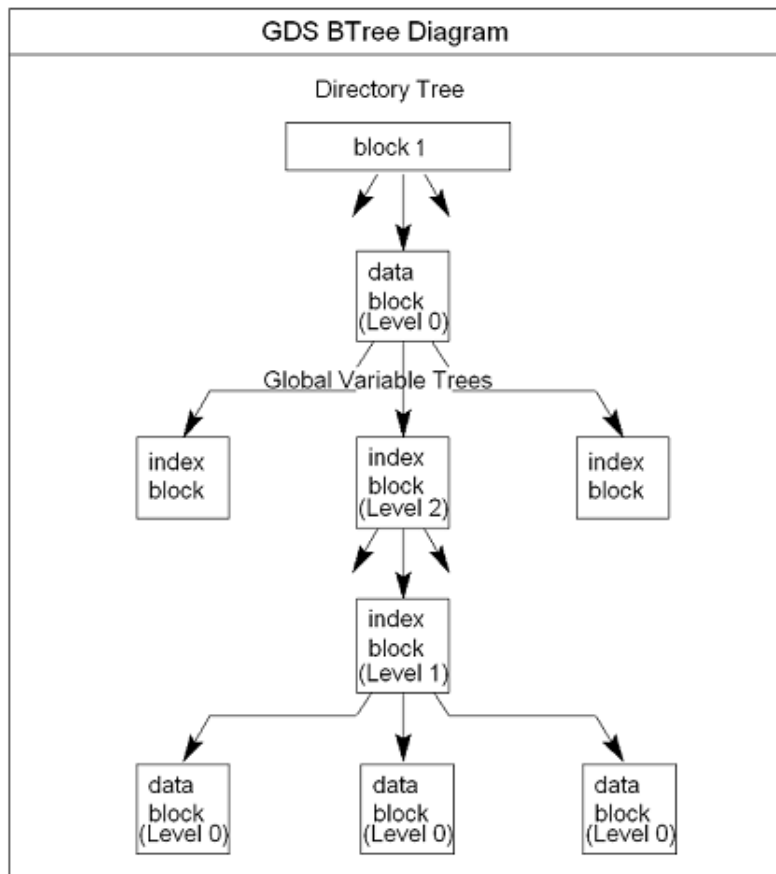 GDS BTree Diagram
Directory Tree
block 1
data
block
(Level 0)
Global Variable Trees
index
block
index
block
(Level 2)
index
block
index
block
(Level 1)
data
block
(Level 0)
data
block
(Level 0)
data
block
(Level 0)